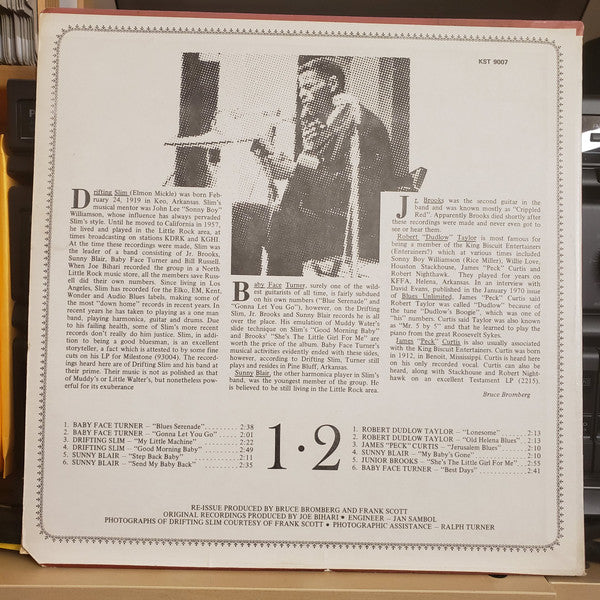 KST 9007
Drifting Slim (Elmon Mickle) was born Feb-
ruary 24, 1919 in Keo, Arkansas. Slim's
musical mentor was John Lee "Sonny Boy"
Williamson, whose influence has always pervaded
Slim's style. Until he moved to California in 1957,
he lived and played in the Little Rock area, at
times broadcasting on stations KDRK and KGHI.
At the time these recordings were made, Slim was
the leader of a band consisting of Jr. Brooks,
Sunny Blair, Baby Face Turner and Bill Russell.
When Joe Bihari recorded the group in a North
Little Rock music store, all the members save Rus-
ell did their own numbers. Since living in Los
Angeles, Slim has recorded for the Elko, EM, Kent,
Wonder and Audio Blues labels, making some of
the most "down home" records in recent years. In
recent years he has taken to playing as a one man
band, playing harmonica, guitar and drums. Due
to his failing health, some of Slim's more recent
records don't really do him justice. Slim, in addit-
ion to being a good bluesman, is an excellent
storyteller, a fact which is attested to by some fine
cuts on his LP for Milestone (93004). The record-
ings heard here are of Drifting Slim and his band at
their prime. Their music is not as polished as that
of Muddy's or Little Walter's, but nonetheless pow-
erful for its exuberance
Baby Face Turner, surely one of the wild-
est guitarists of all time, is fairly subdued
on his own numbers ("Blue Serenade" and
"Gonna Let You Go"), however, on the Drifting
Slim, Jr. Brooks and Sunny Blair records he is all
over the place. His emulation of Muddy Water's
slide technique on Slim's "Good Morning Baby"
and Brooks' "She's The Little Girl For Me" are
worth the price of the album. Baby Face Turner's
musical activities evidently ended with these sides,
however, according to Drifting Slim, Turner still
plays and resides in Pine Bluff, Arkansas.
Sunny Blair, the other harmonica player in Slim's
band, was the youngest member of the group. He
is believed to be still living in the Little Rock area.
Jr. Brooks was the second guitar in the
band and was known mostly as "Crippled
Red". Apparently Brooks died shortly after
these recordings were made and never even got to
see or hear them.
Robert "Dudlow" Taylor is most famous for
being a member of the King Biscuit Entertainers
(Entertainers?) which at various times included
Sonny Boy Williamson (Rice Miller), Willie Love,
Houston Stackhouse, James "Peck" Curtis and
Robert Nighthawk. They played for years on
KFFA, Helena, Arkansas. In an interview with
David Evans, published in the January 1970 issue
of Blues Unlimited, James "Peck" Curtis said
Robert Taylor was called "Dudlow" because of
the tune "Dudlow's Boogie", which was one of
"his" numbers. Curtis said Taylor was also known
as "Mr. 5 by 5" and that he learned to play the
piano from the great Roosevelt Sykes.
James "Peck" Curtis is also usually associated
with the King Biscuit Entertainers. Curtis was born
in 1912, in Benoit, Mississippi. Curtis is heard here
on his only recorded vocal. Curtis can also be
heard, along with Stackhouse and Robert Night-
hawk on an excellent Testament LP (2215).
Bruce Bromberg
1. BABY FACE TURNER — "Blues Serenade" 2:38
2. BABY FACE TURNER — "Gonna Let You Go" 2:01
3. DRIFTING SLIM — "My Little Machine" 2:22
4. DRIFTING SLIM — "Good Morning Baby" 2:49
5. SUNNY BLAIR — "Step Back Baby" 2:11
6. SUNNY BLAIR — "Send My Baby Back" 2:35
1 • 2
1. ROBERT DUDLOW TAYLOR — "Lonesome" 2:13
2. ROBERT DUDLOW TAYLOR — "Old Helena Blues" 2:13
3. JAMES "PECK" CURTIS — "Jerusalem Blues" 2:10
4. SUNNY BLAIR — "My Baby's Gone" 2:10
5. JUNIOR BROOKS — "She's The Little Girl For Me" 2:55
6. BABY FACE TURNER — "Best Days" 2:41
RE-ISSUE PRODUCED BY BRUCE BROMBERG AND FRANK SCOTT
ORIGINAL RECORDINGS PRODUCED BY JOE BIHARI • ENGINEER — JAN SAMBOL
PHOTOGRAPHS OF DRIFTING SLIM COURTESY OF FRANK SCOTT • PHOTOGRAPHIC ASSISTANCE — RALPH TURNER